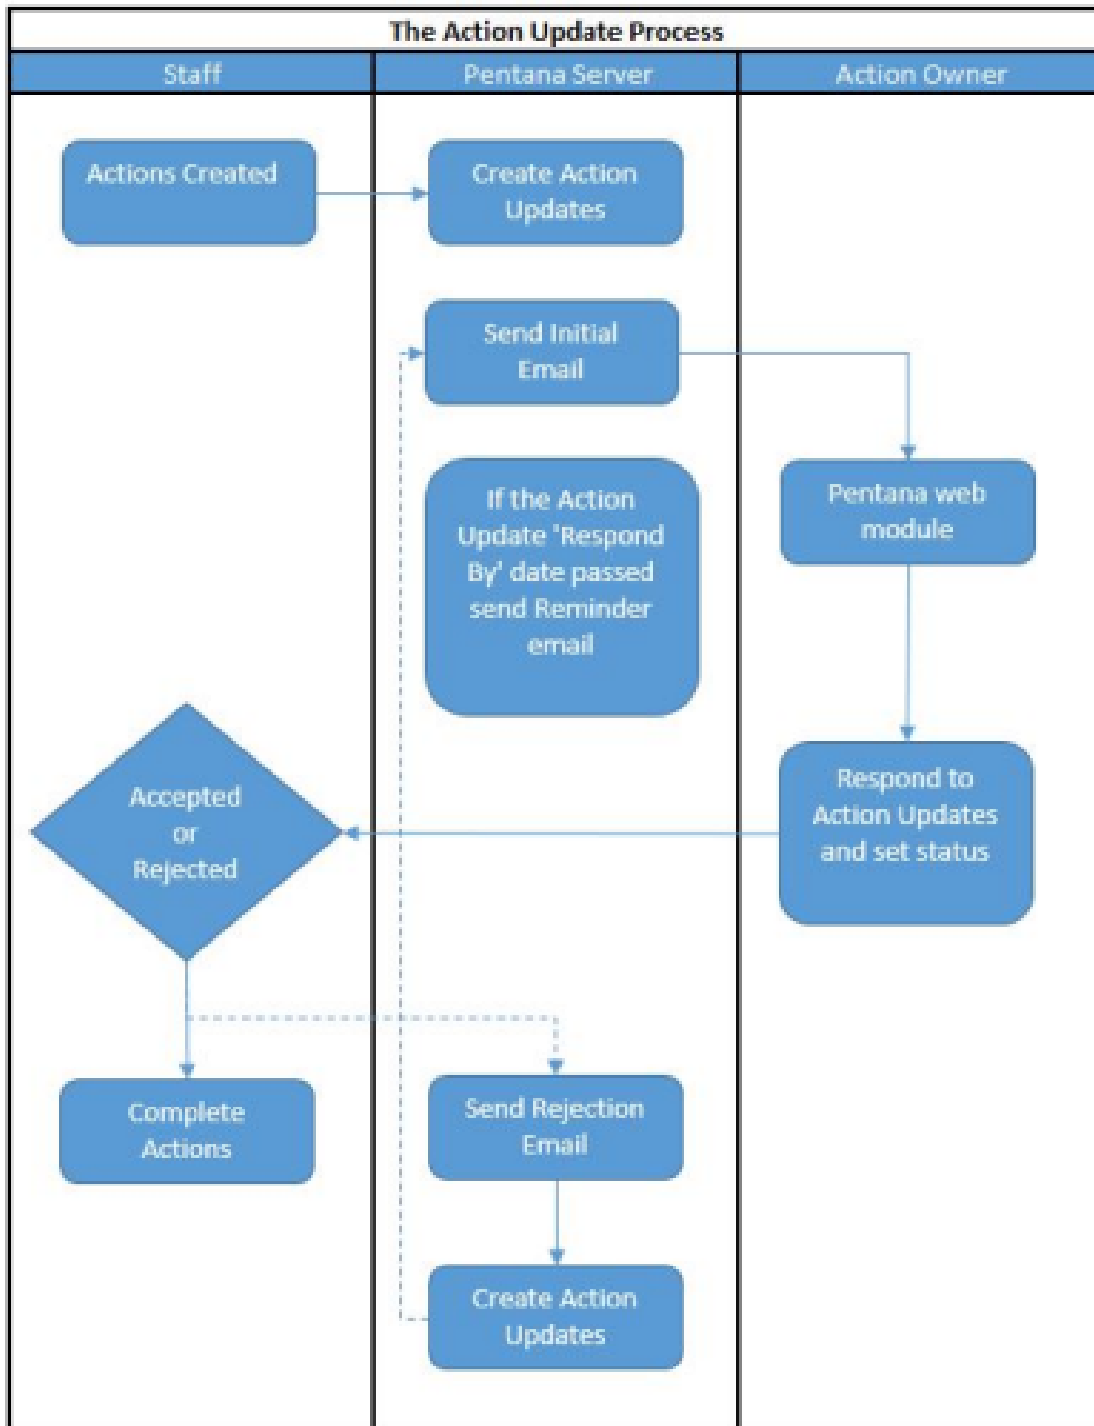 The Action Update Process
Staff
Pentana Server
Action Owner
Actions Created
Create Action
Updates
Send Initial
Email
If the Action
Update 'Respond
By' date passed
send Reminder
email
Pentana web
module
Respond to
Action Updates
and set status
Accepted
or
Rejected
Complete
Actions
Send Rejection
Email
Create Action
Updates